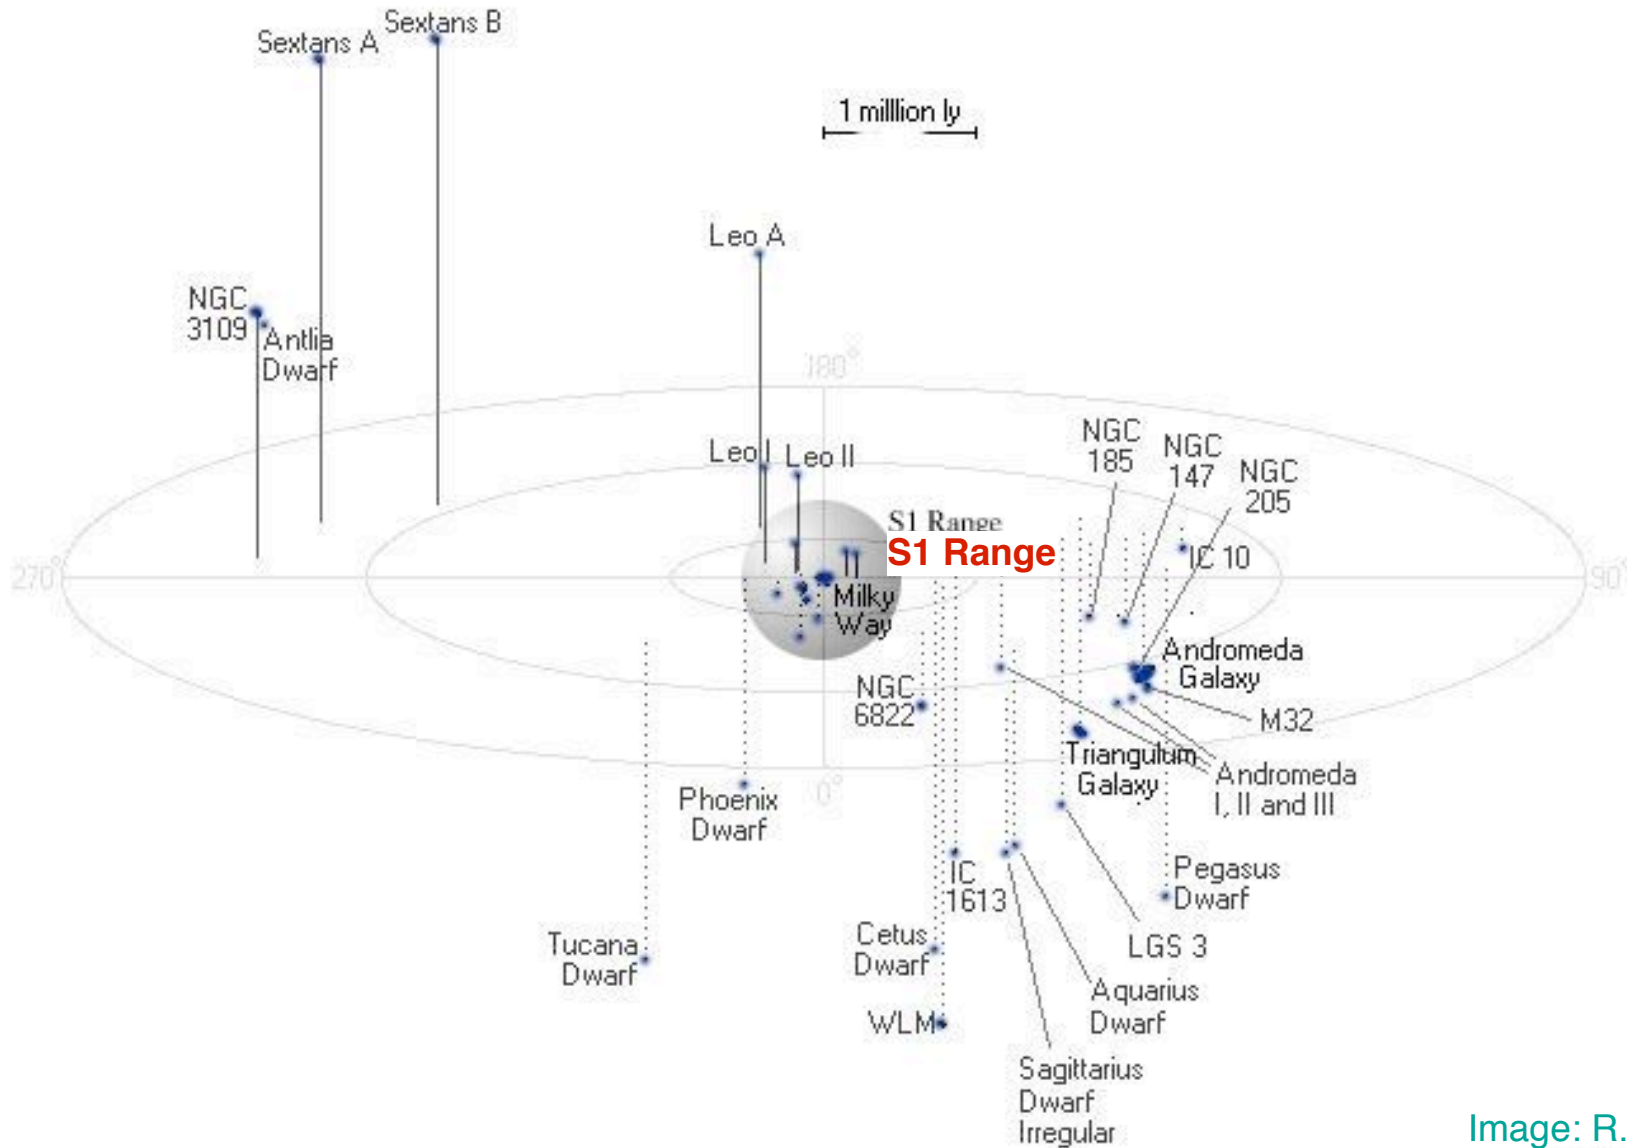 Sextans B
Sextans A
1 milllion ly
Leo A
NGC
3109
Antlia
Dwarf
180°
NGC
185
NGC
147
NGC
205
Leo I
Leo II
S1 Range
S1 Range
IC 10
270°
90°
Milky
Way
Andromeda
Galaxy
NGC
6822
M32
Triangulum
Galaxy
Andromeda
I, II and III
Phoenix
Dwarf
0°
IC
1613
Pegasus
Dwarf
Tucana
Dwarf
Cetus
Dwarf
LGS 3
Aquarius
Dwarf
WLM
Sagittarius
Dwarf
Irregular
Image: R.